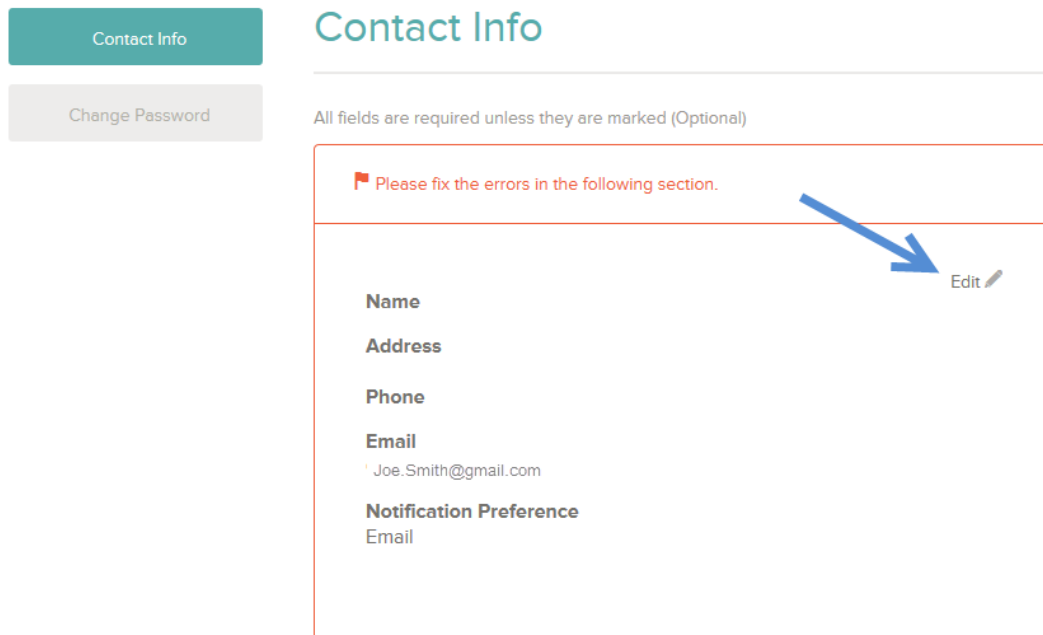 Contact Info
Change Password
Contact Info
All fields are required unless they are marked (Optional)
Please fix the errors in the following section.
Edit
Name
Address
Phone
Email
Joe.Smith@gmail.com
Notification Preference
Email